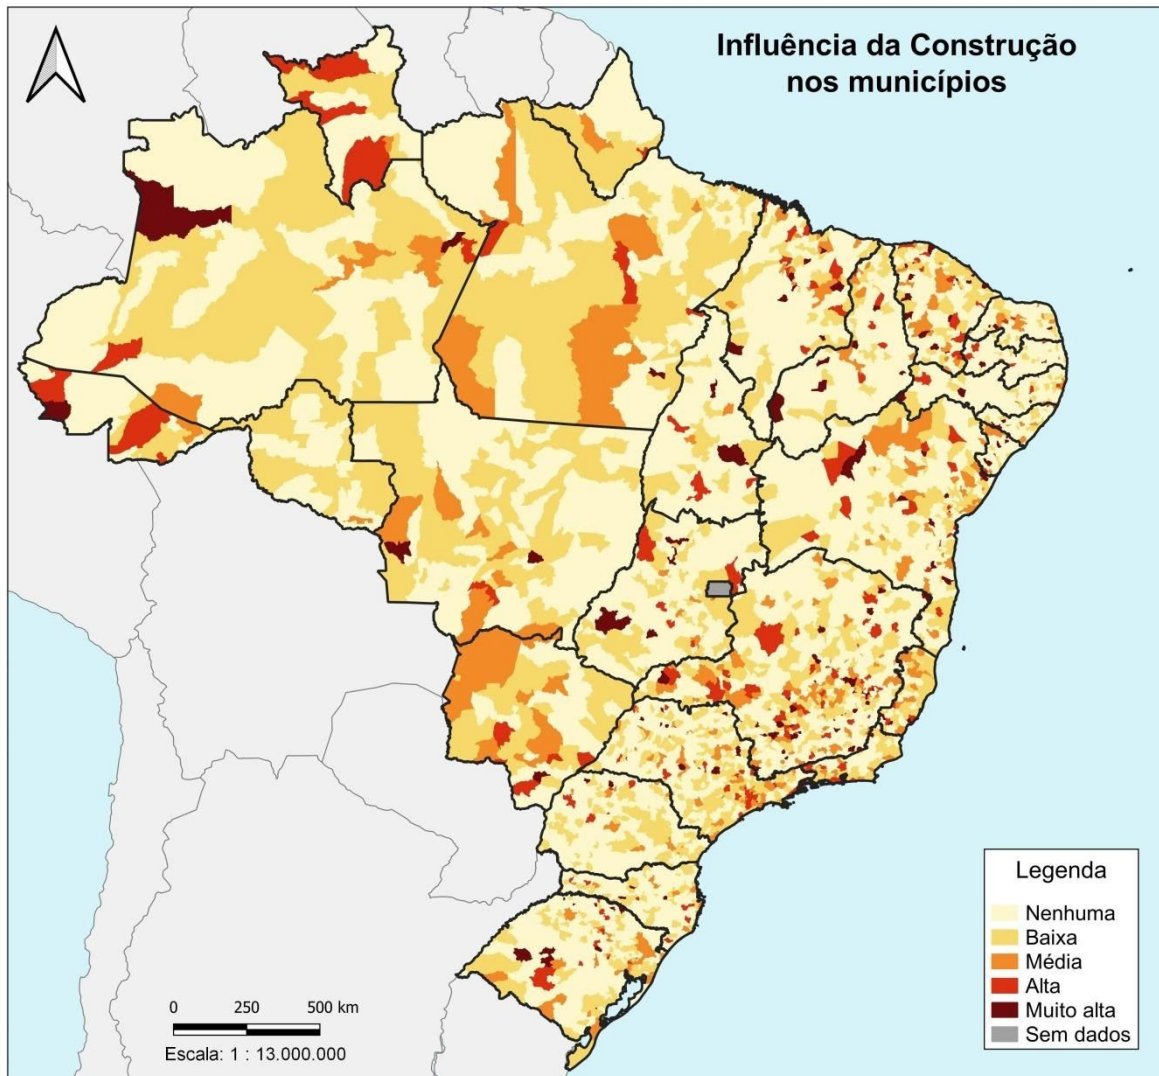 Influência da Construção
nos municípios
Legenda
Nenhuma
Baixa
Média
Alta
Muito alta
Sem dados
0 250 500 km
Escala: 1 : 13.000.000